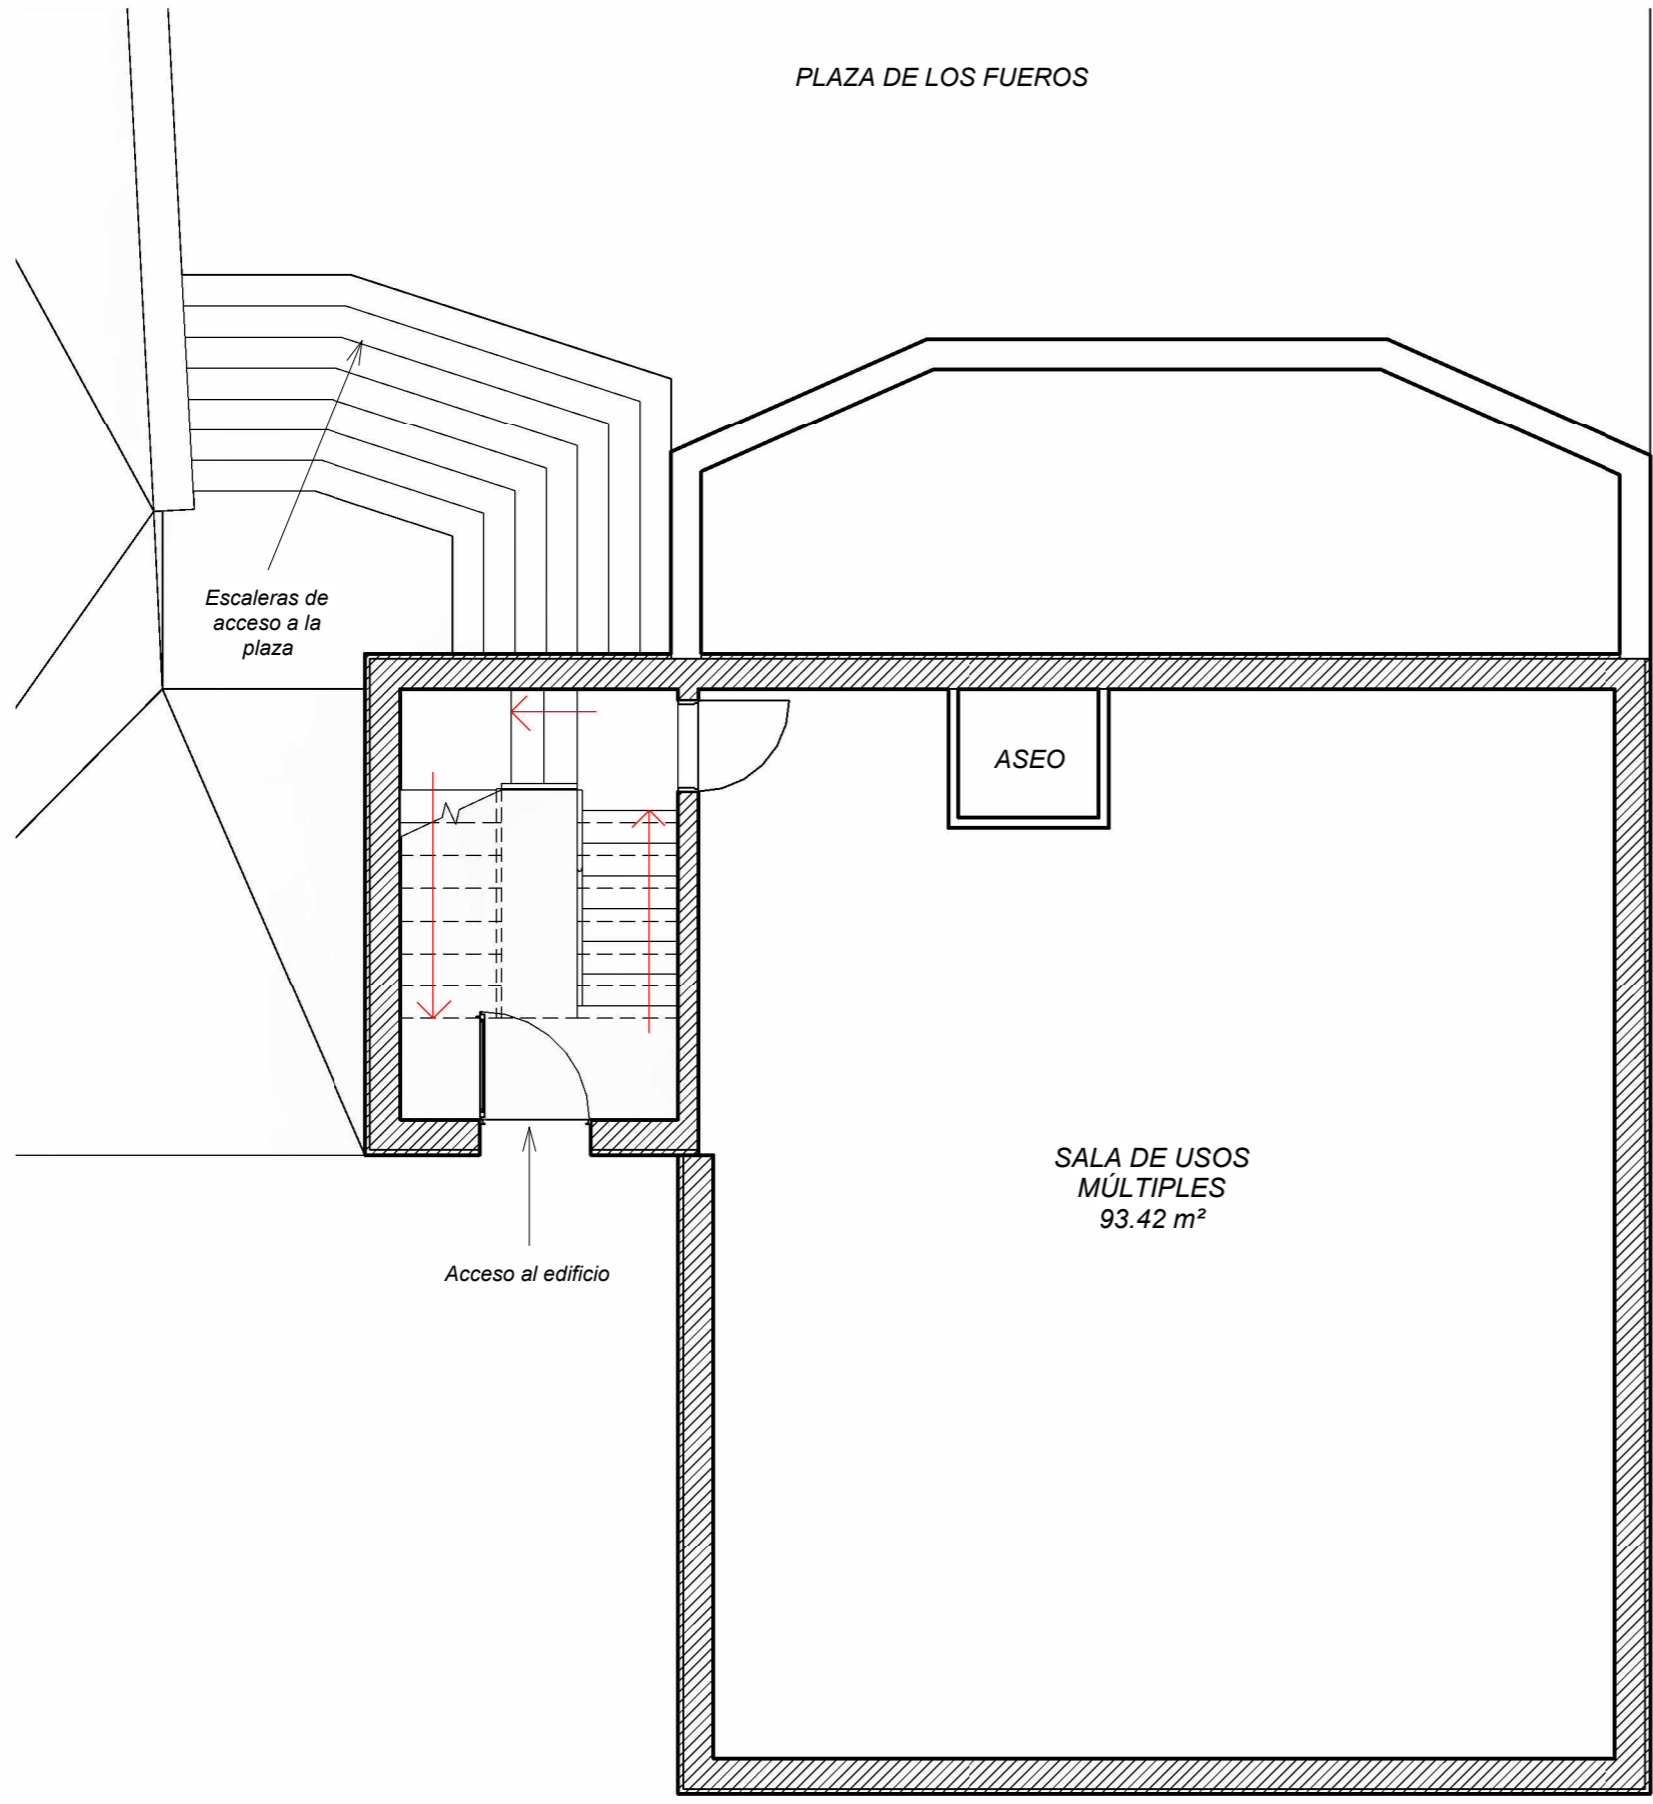 PLAZA DE LOS FUEROS
Escaleras de
acceso a la
plaza
ASEO
SALA DE USOS
MÚLTIPLES
93.42 m²
Acceso al edificio